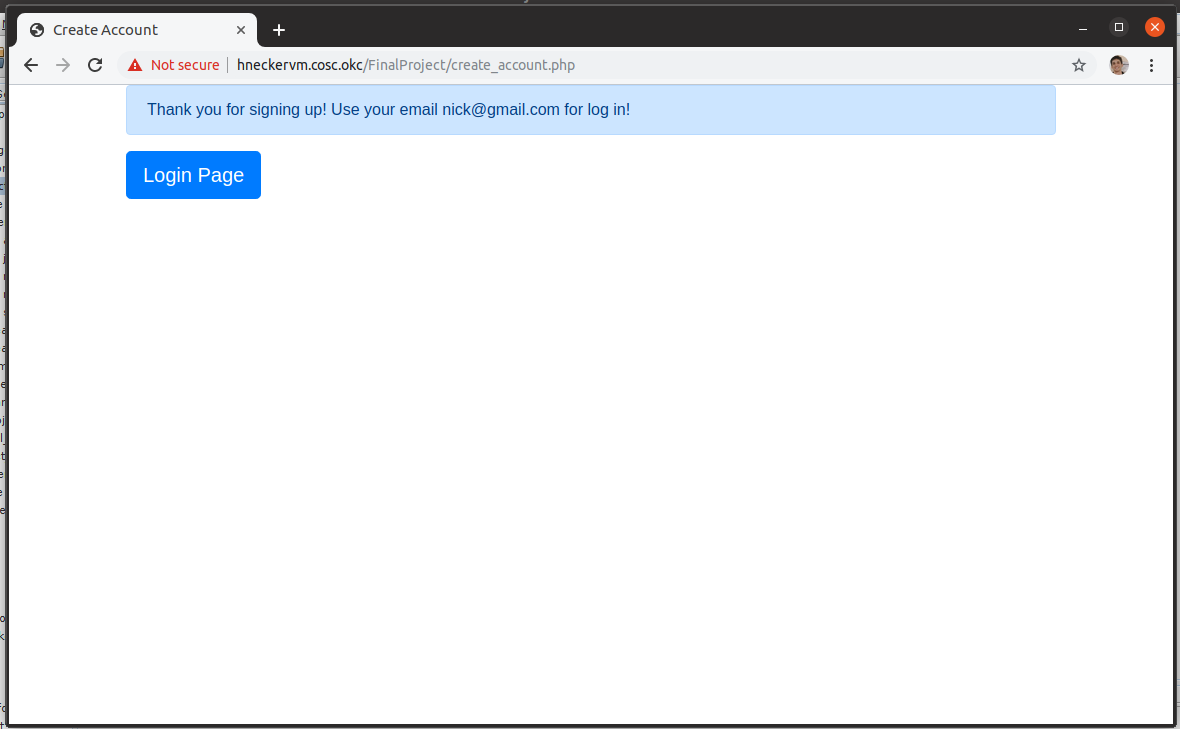 Create Account
Not secure hneckervm.cosc.okc/FinalProject/create_account.php
Thank you for signing up! Use your email nick@gmail.com for log in!
Login Page